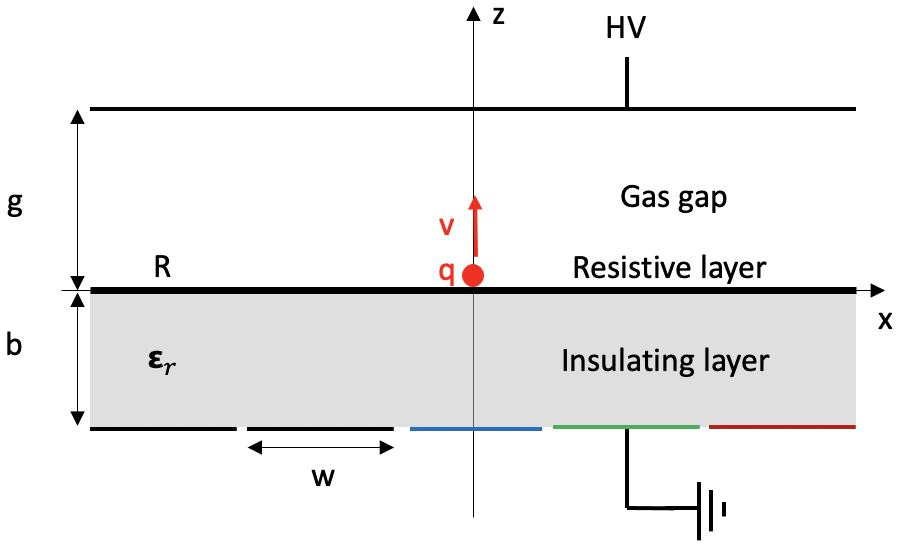 z
HV
g
Gas gap
v
q
R
Resistive layer
x
b
εr
Insulating layer
w